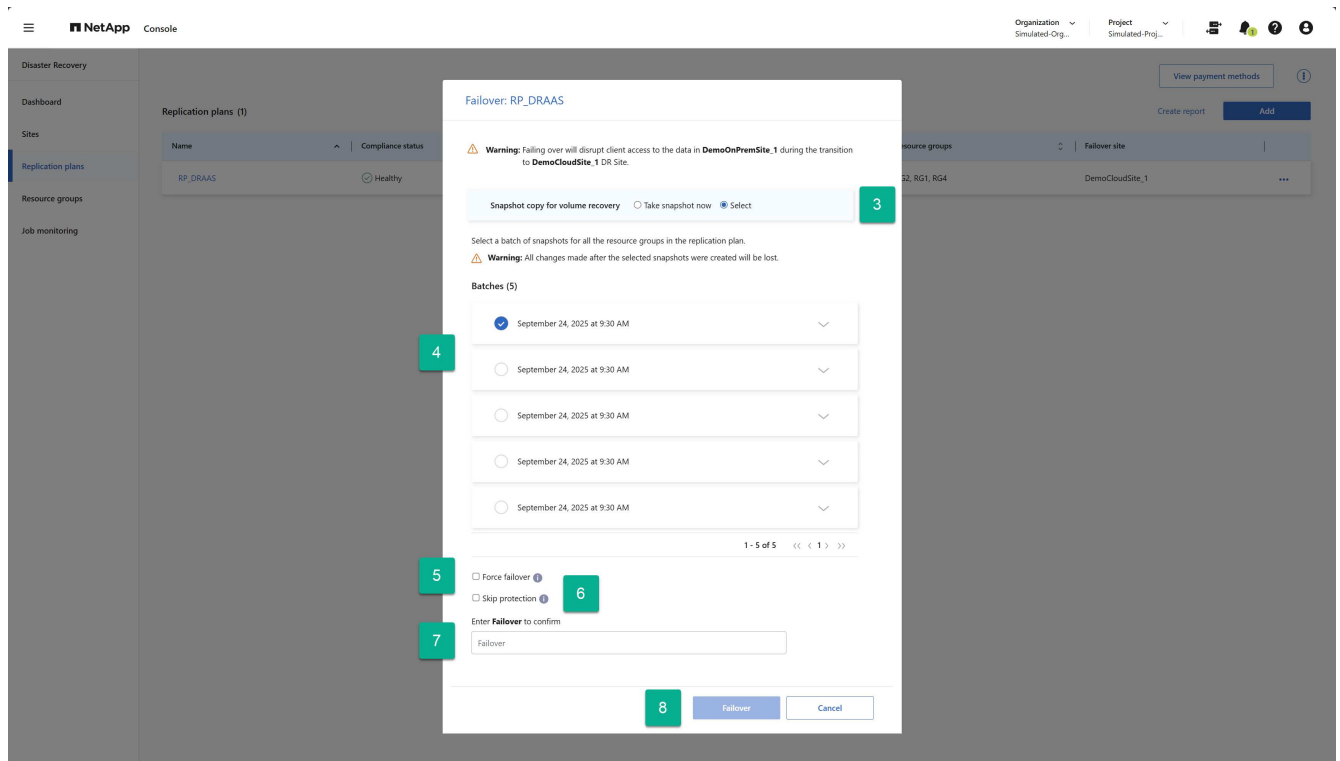 NetApp Console
Organization
Simulated-Org...
Project
Simulated-Proj...
1
Disaster Recovery
Dashboard
Sites
Replication plans
Resource groups
Job monitoring
View payment methods
Replication plans (1)
Create report
Add
Name
Compliance status
esource groups
Failover site
RP_DRAAS
Healthy
G2, RG1, RG4
DemoCloudSite_1
Failover: RP_DRAAS
Warning: Failing over will disrupt client access to the data in DemoOnPremSite_1 during the transition
to DemoCloudSite_1 DR Site.
Snapshot copy for volume recovery Take snapshot now Select
3
Select a batch of snapshots for all the resource groups in the replication plan.
Warning: All changes made after the selected snapshots were created will be lost.
Batches (5)
September 24, 2025 at 9:30 AM
4
September 24, 2025 at 9:30 AM
September 24, 2025 at 9:30 AM
September 24, 2025 at 9:30 AM
September 24, 2025 at 9:30 AM
1 - 5 of 5 << < 1 > >>
5
Force failover
6
Skip protection
Enter Failover to confirm
7
Failover
8
Failover
Cancel